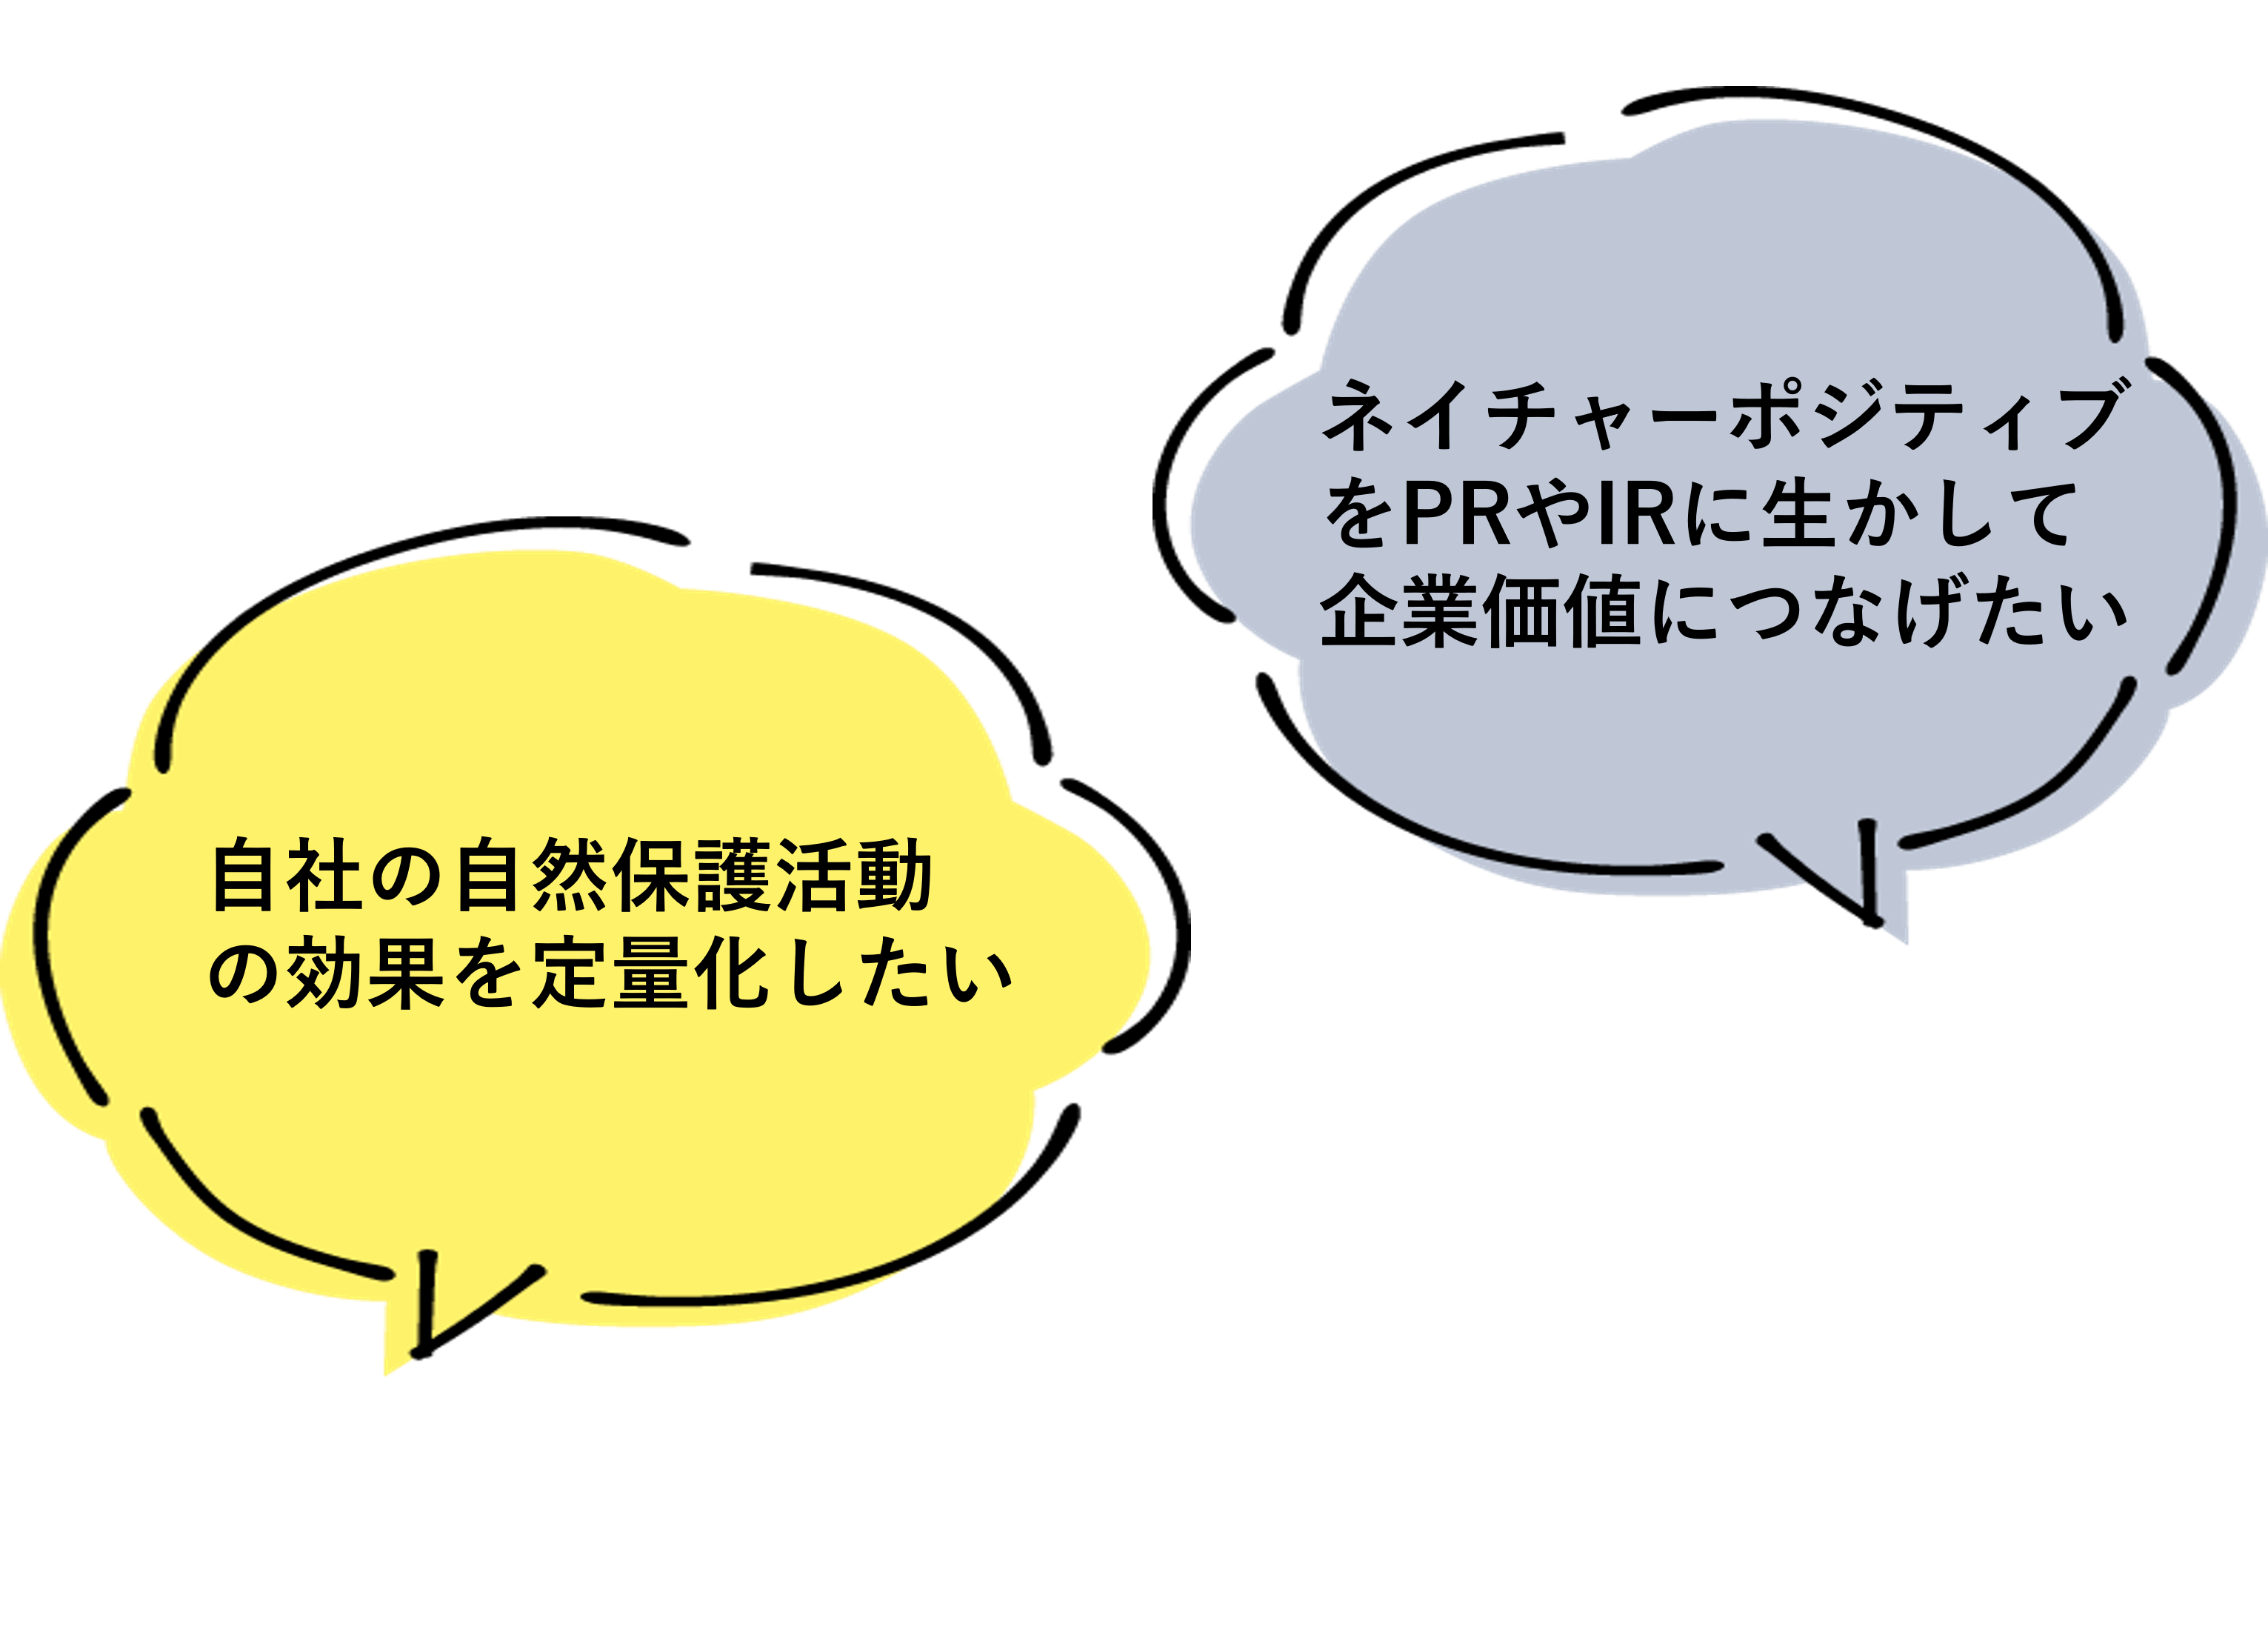 ネイチャーポジティブ
をPRやIRに生かして
企業価値につなげたい
自社の自然保護活動
の効果を定量化したい